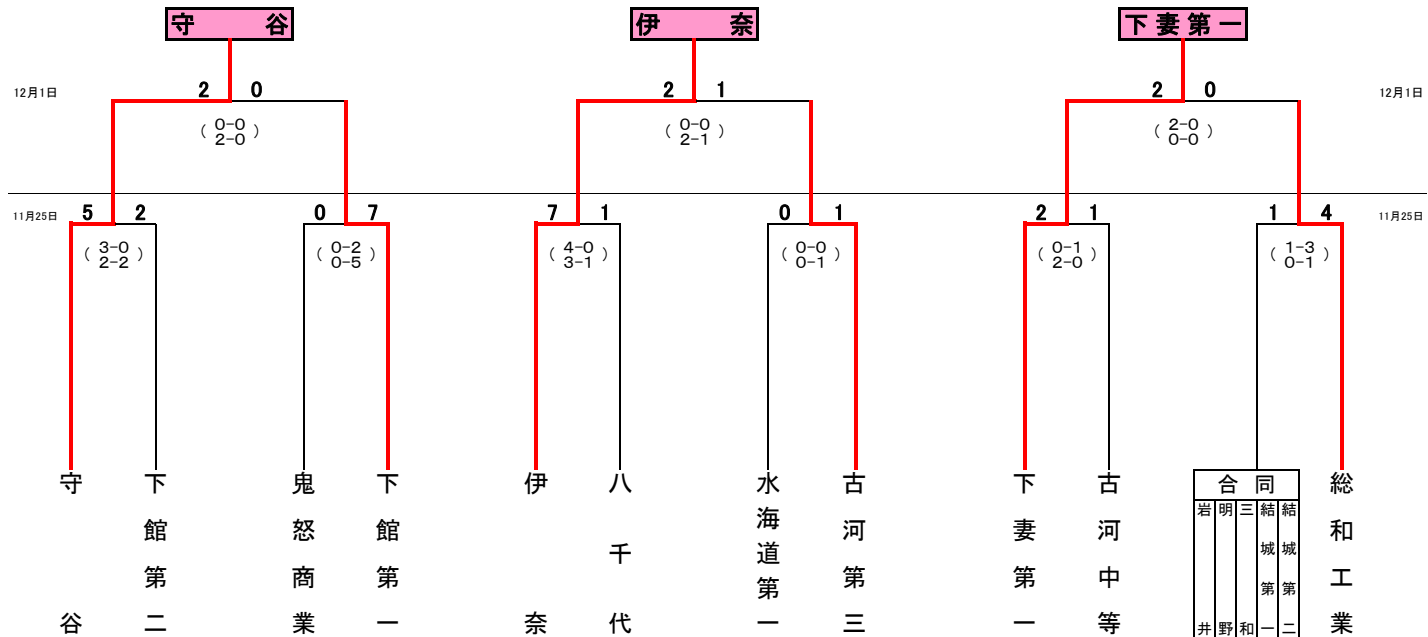 守 谷
伊 奈
下妻第一
12月1日
2 0
2 1
2 0
12月1日
( 0-0 2-0 )
( 0-0 2-1 )
( 2-0 0-0 )
11月25日
5 2
0 7
7 1
0 1
2 1
1 4
11月25日
( 3-0 2-2 )
( 0-2 0-5 )
( 4-0 3-1 )
( 0-0 0-1 )
( 0-1 2-0 )
( 1-3 0-1 )
守谷
下館第二
鬼怒商業
下館第一
伊奈
八千代
水海道第一
古河第三
下妻第一
古河中等
合同
岩井
明野
三和
結城第一
結城第二
総和工業